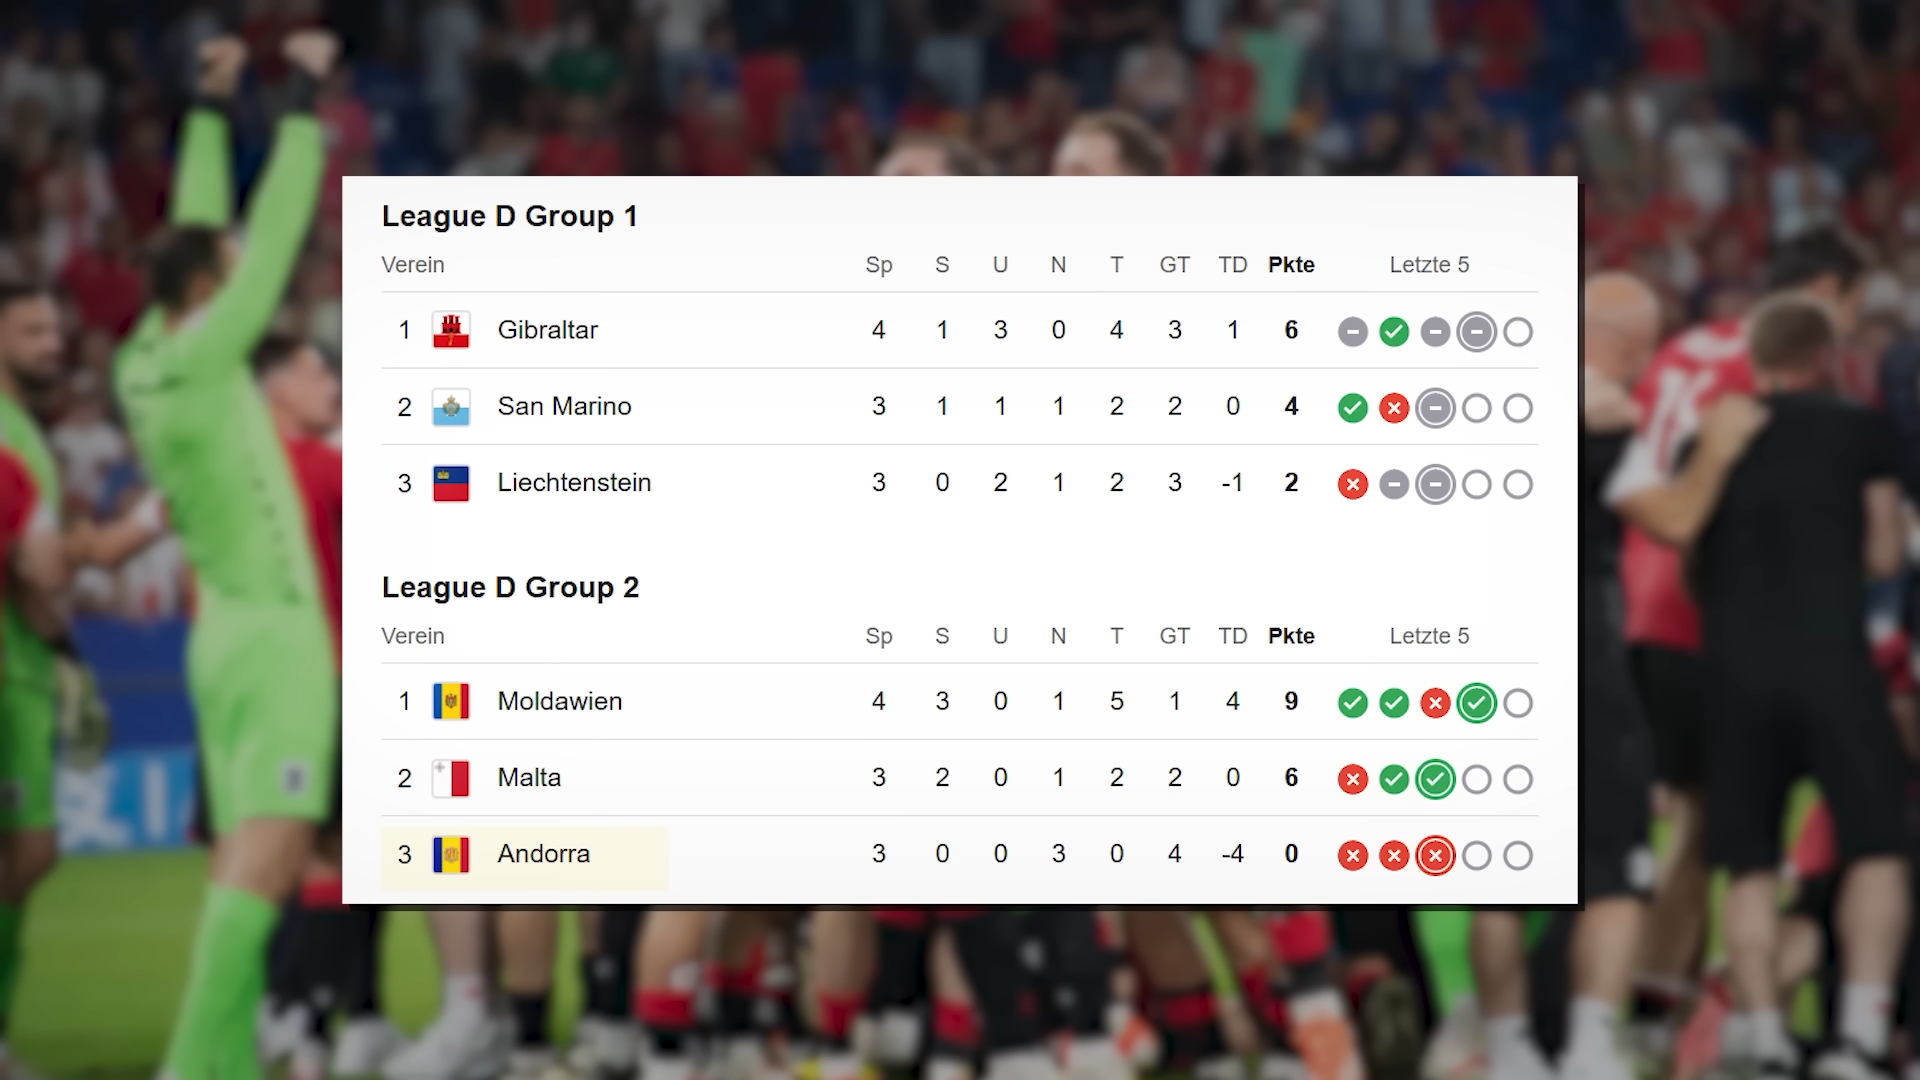 League D Group 1
Verein Sp S U N T GT TD Pkte Letzte 5
1 Gibraltar 4 1 3 0 4 3 1 6
2 San Marino 3 1 1 1 2 2 0 4
3 Liechtenstein 3 0 2 1 2 3 -1 2
League D Group 2
Verein Sp S U N T GT TD Pkte Letzte 5
1 Moldawien 4 3 0 1 5 1 4 9
2 Malta 3 2 0 1 2 2 0 6
3 Andorra 3 0 0 3 0 4 -4 0